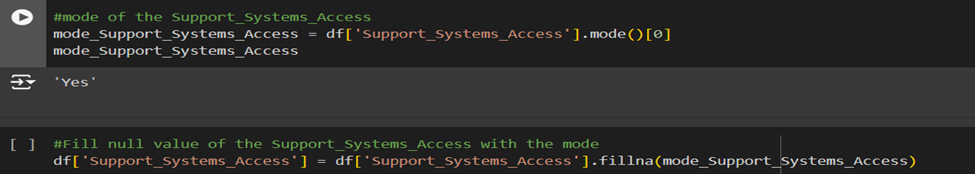 #mode of the Support_Systems_Access
mode_Support_Systems_Access = df['Support_Systems_Access'].mode()[0]
mode_Support_Systems_Access
'Yes'
[ ] #Fill null value of the Support_Systems_Access with the mode
df['Support_Systems_Access'] = df['Support_Systems_Access'].fillna(mode_Support_Systems_Access)